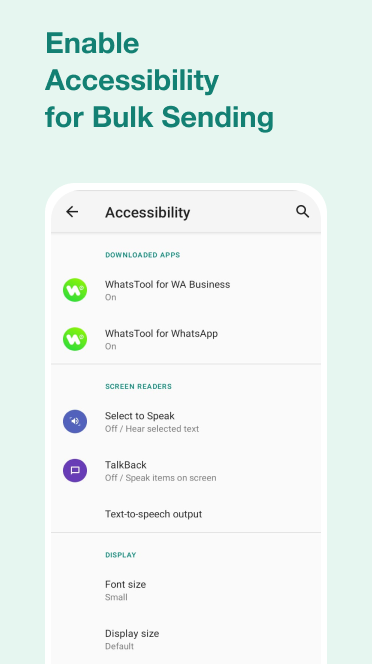 Enable
Accessibility
for Bulk Sending
Accessibility
DOWNLOADED APPS
WhatsTool for WA Business
On
WhatsTool for WhatsApp
On
SCREEN READERS
Select to Speak
Off / Hear selected text
TalkBack
Off / Speak items on screen
Text-to-speech output
DISPLAY
Font size
Small
Display size
Default